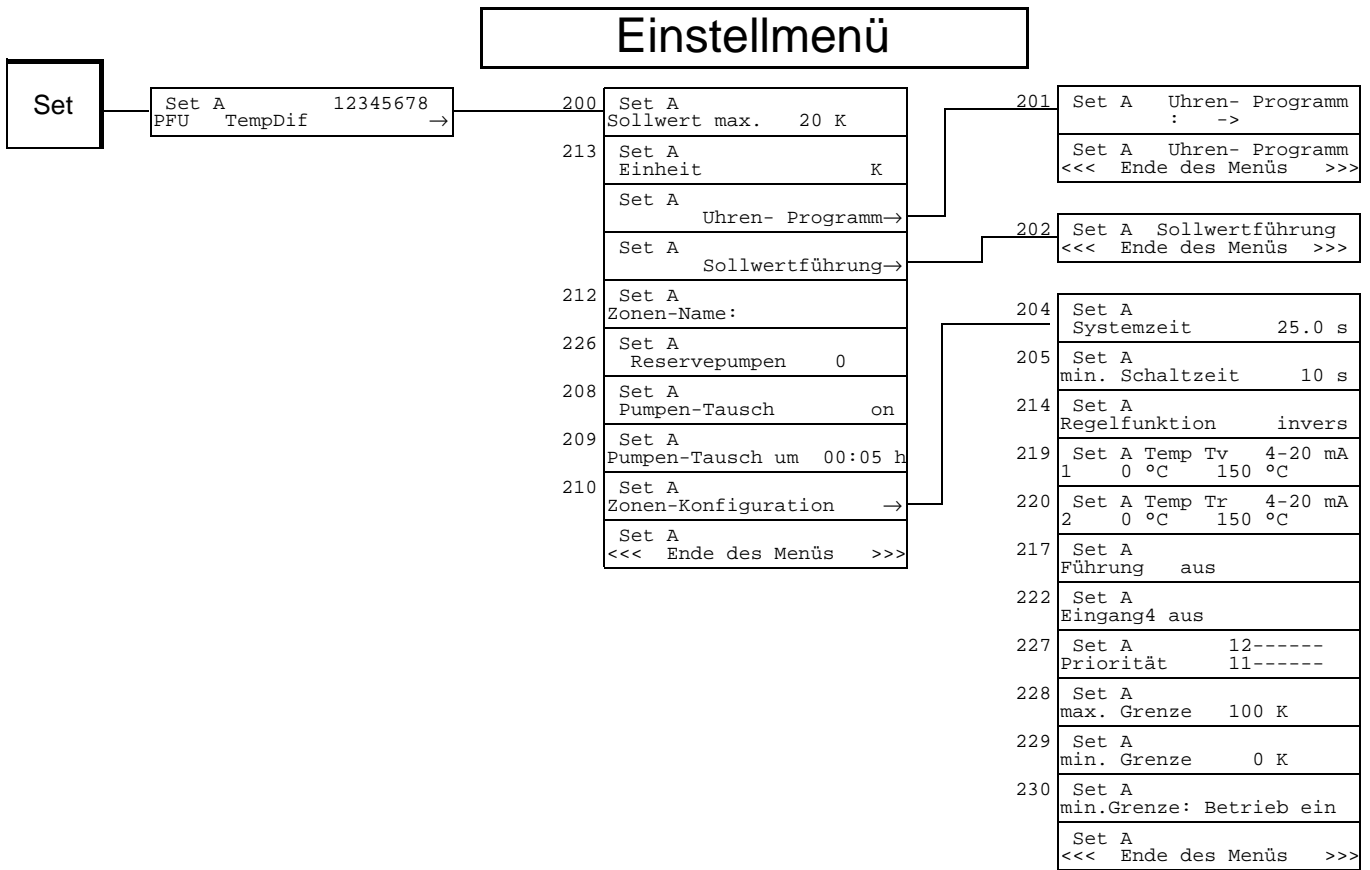 Einstellmenü
Set
Set A 12345678
PFU TempDif →
200 Set A
Sollwert max. 20 K
213 Set A
Einheit K
Set A
Uhren- Programm→
Set A
Sollwertführung→
212 Set A
Zonen-Name:
226 Set A
Reservepumpen 0
208 Set A
Pumpen-Tausch on
209 Set A
Pumpen-Tausch um 00:05 h
210 Set A
Zonen-Konfiguration →
Set A
<<< Ende des Menüs >>>
201 Set A Uhren- Programm
: ->
Set A Uhren- Programm
<<< Ende des Menüs >>>
202 Set A Sollwertführung
<<< Ende des Menüs >>>
204 Set A
Systemzeit 25.0 s
205 Set A
min. Schaltzeit 10 s
214 Set A
Regelfunktion invers
219 Set A Temp Tv 4-20 mA
1 0 °C 150 °C
220 Set A Temp Tr 4-20 mA
2 0 °C 150 °C
217 Set A
Führung aus
222 Set A
Eingang4 aus
227 Set A 12------
Priorität 11------
228 Set A
max. Grenze 100 K
229 Set A
min. Grenze 0 K
230 Set A
min.Grenze: Betrieb ein
Set A
<<< Ende des Menüs >>>